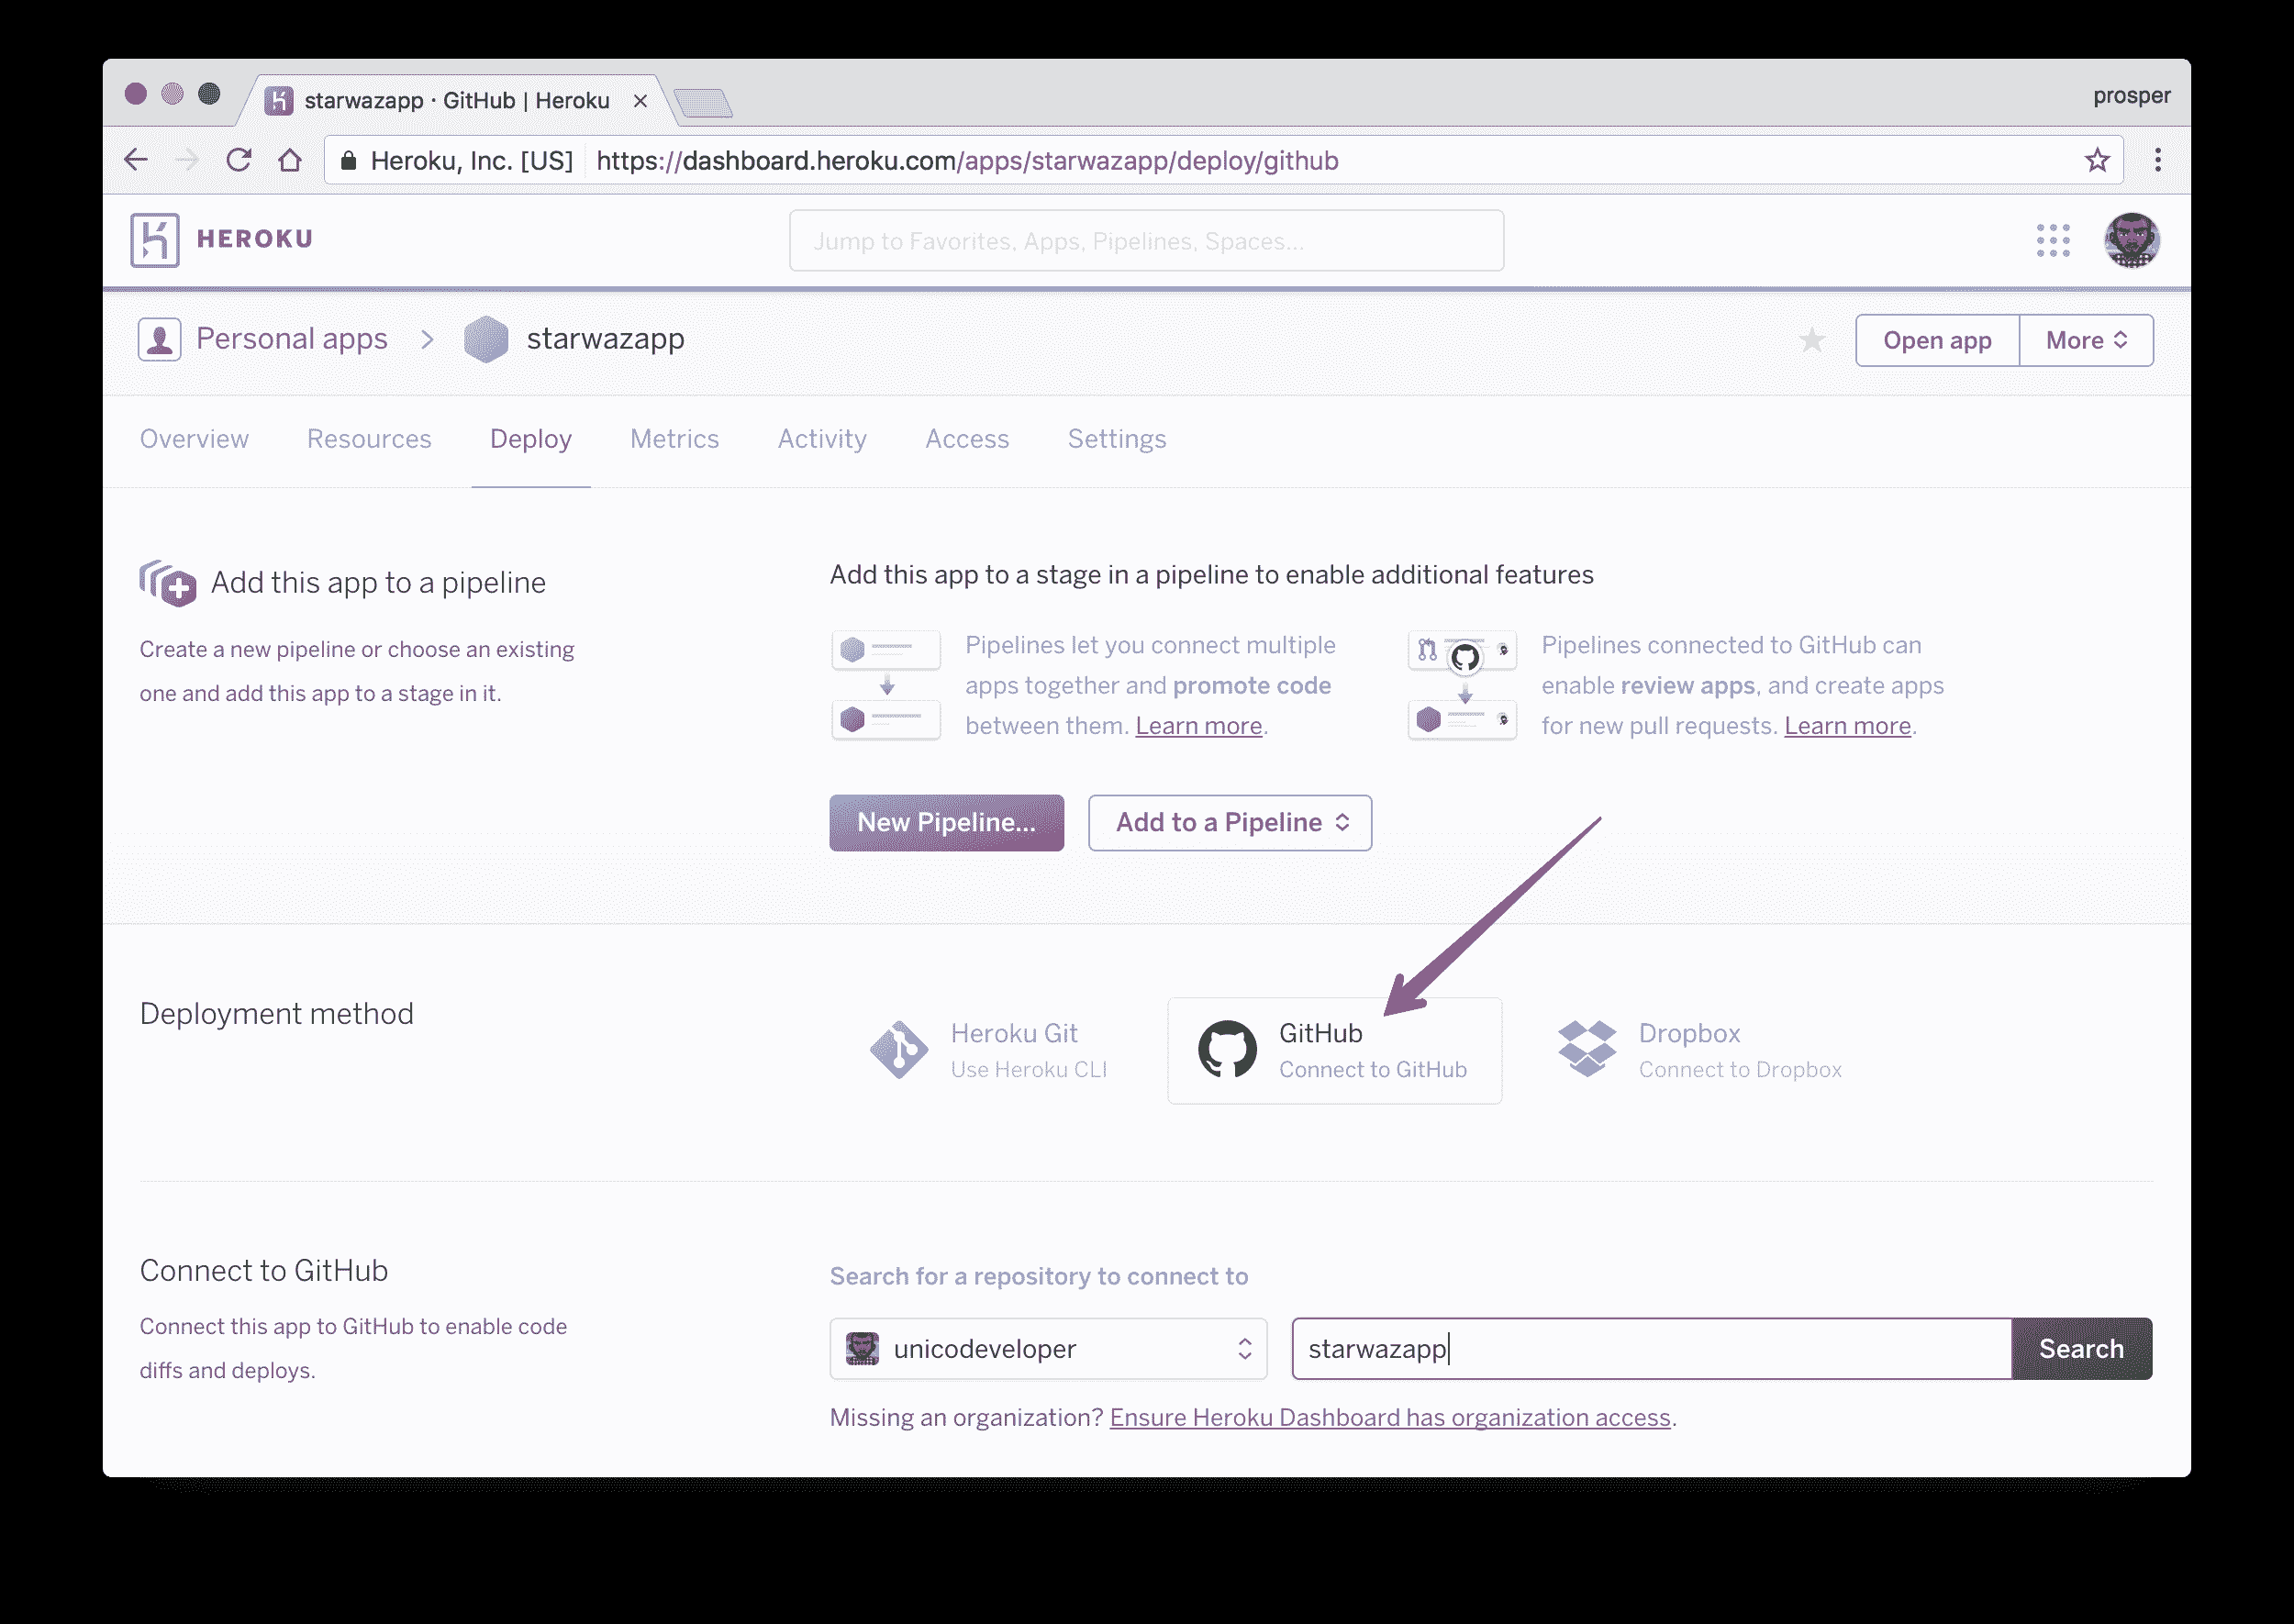 starwazapp · GitHub | Heroku
prosper
Heroku, Inc. [US] https://dashboard.heroku.com/apps/starwazapp/deploy/github
HEROKU
Jump to Favorites, Apps, Pipelines, Spaces...
Personal apps
starwazapp
Open app
More
Overview
Resources
Deploy
Metrics
Activity
Access
Settings
Add this app to a pipeline
Create a new pipeline or choose an existing
one and add this app to a stage in it.
Add this app to a stage in a pipeline to enable additional features
Pipelines let you connect multiple
apps together and promote code
between them. Learn more.
Pipelines connected to GitHub can
enable review apps, and create apps
for new pull requests. Learn more.
New Pipeline...
Add to a Pipeline
Deployment method
Heroku Git
Use Heroku CLI
GitHub
Connect to GitHub
Dropbox
Connect to Dropbox
Connect to GitHub
Connect this app to GitHub to enable code
diffs and deploys.
Search for a repository to connect to
unicodeveloper
starwazapp
Search
Missing an organization? Ensure Heroku Dashboard has organization access.